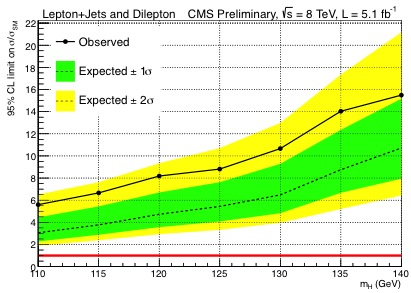 Lepton+Jets and Dilepton CMS Preliminary, √s = 8 TeV, L = 5.1 fb⁻¹
95% CL limit on σ/σ_SM
22
20
18
16
14
12
10
8
6
4
2
0
Observed
Expected ± 1σ
Expected ± 2σ
110 115 120 125 130 135 140
m_H (GeV)